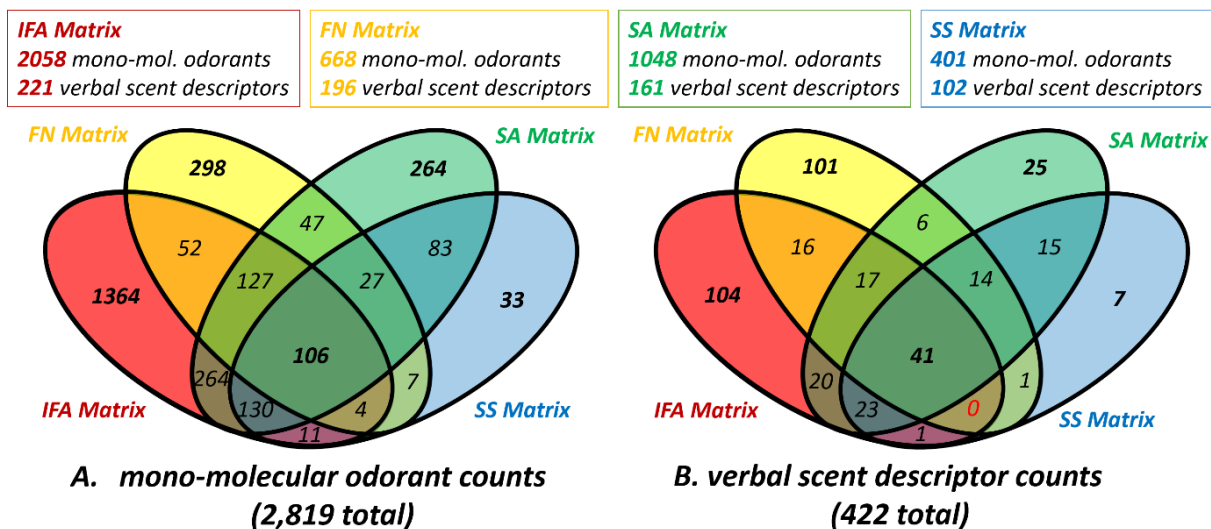 IFA Matrix
2058 mono-mol. odorants
221 verbal scent descriptors
FN Matrix
668 mono-mol. odorants
196 verbal scent descriptors
SA Matrix
1048 mono-mol. odorants
161 verbal scent descriptors
SS Matrix
401 mono-mol. odorants
102 verbal scent descriptors
FN Matrix
SA Matrix
298
264
47
52
83
127
27
1364
33
106
264
7
130
4
11
IFA Matrix
SS Matrix
A. mono-molecular odorant counts
(2,819 total)
FN Matrix
SA Matrix
101
25
6
16
15
17
14
104
7
41
20
1
23
0
1
IFA Matrix
SS Matrix
B. verbal scent descriptor counts
(422 total)